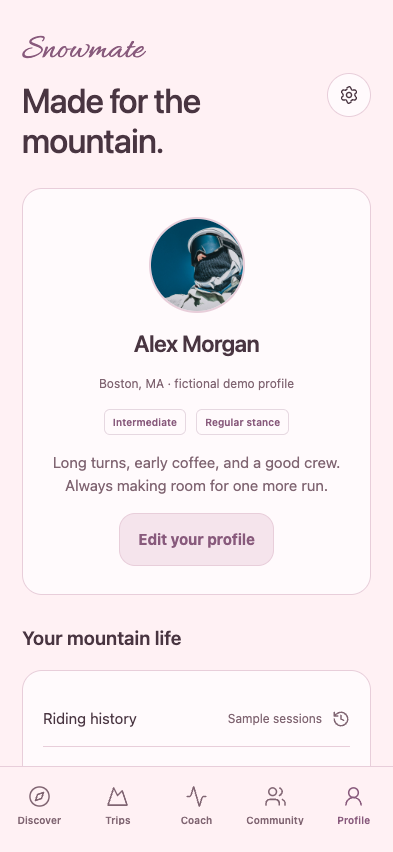 Snowmate
Made for the
mountain.
Alex Morgan
Boston, MA · fictional demo profile
Intermediate
Regular stance
Long turns, early coffee, and a good crew.
Always making room for one more run.
Edit your profile
Your mountain life
Riding history
Sample sessions
Discover
Trips
Coach
Community
Profile